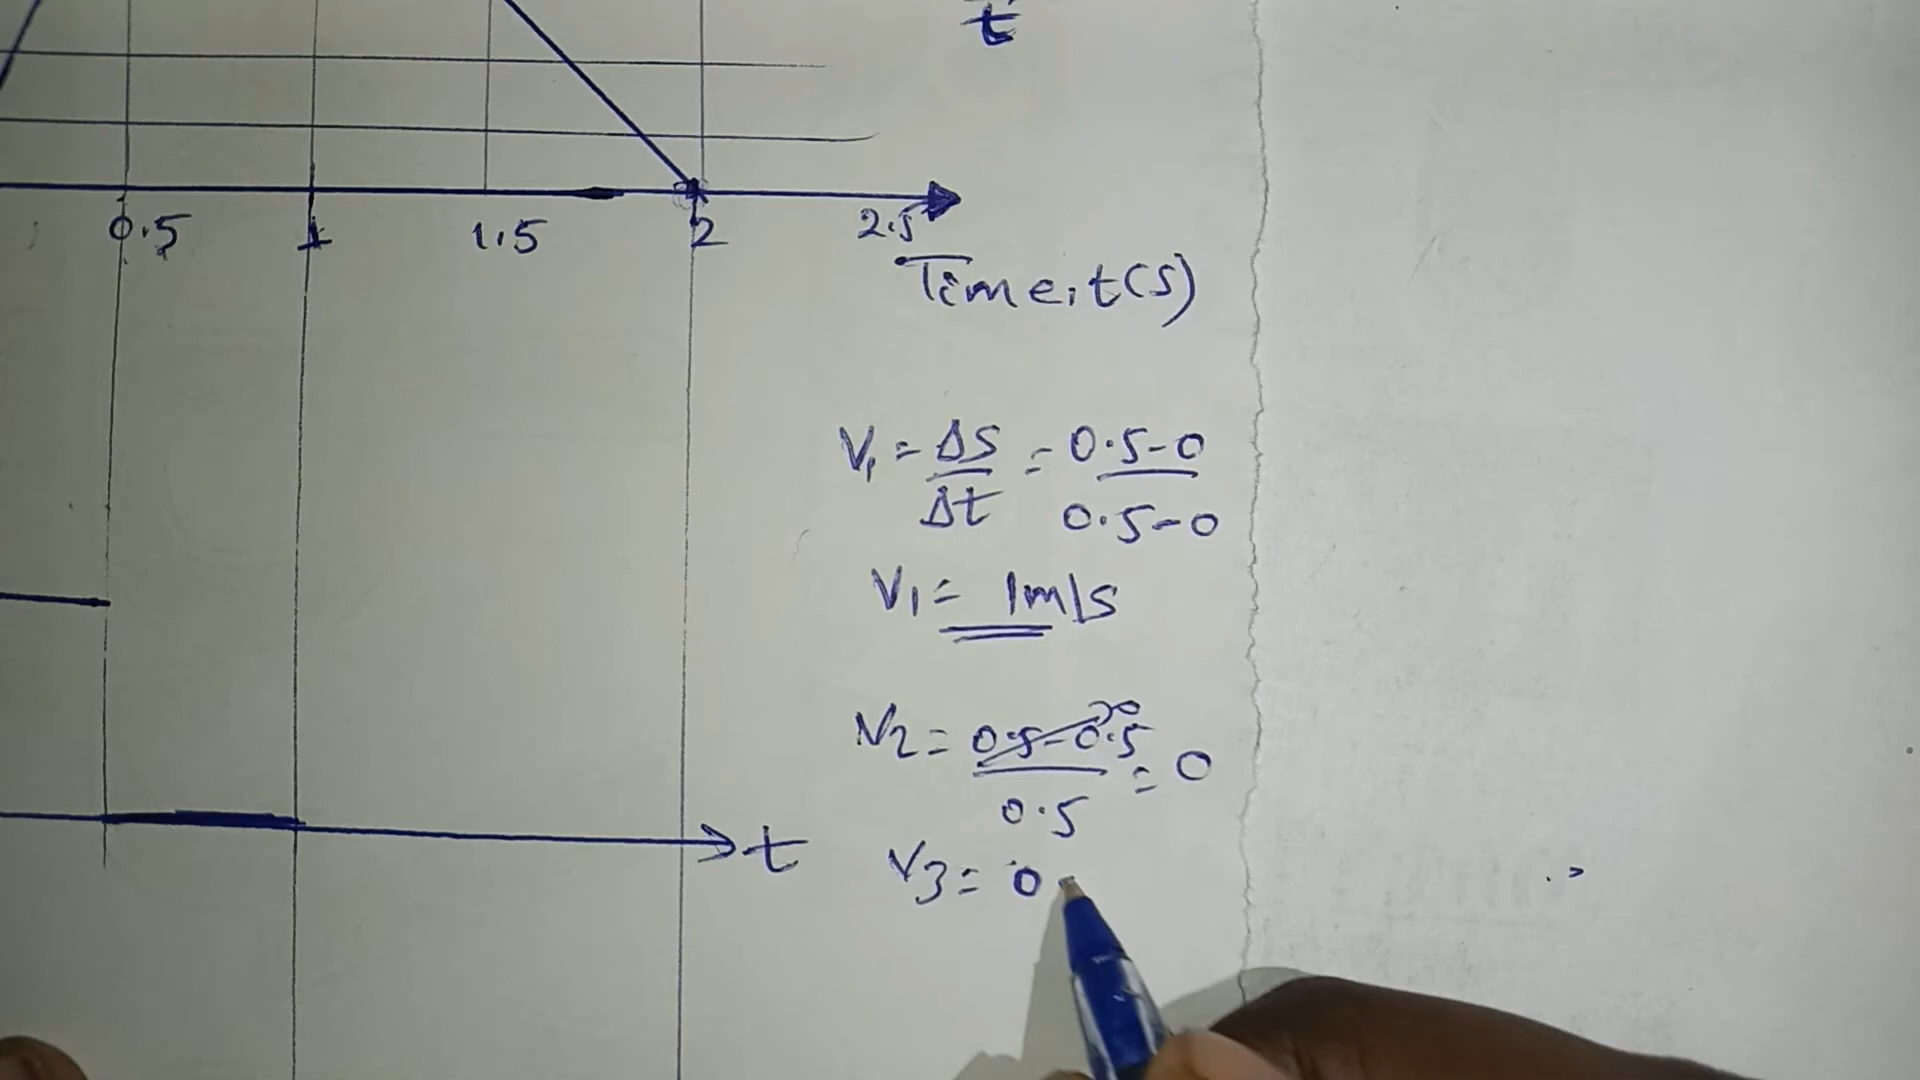 t
0.5 1 1.5 2 2.5
Time,t(s)
V₁ = ΔS/Δt = 0.5-0/0.5-0
V₁ = 1m/s
V2 = 0.5-0.5/0.5 = 0
t
V3 = 0